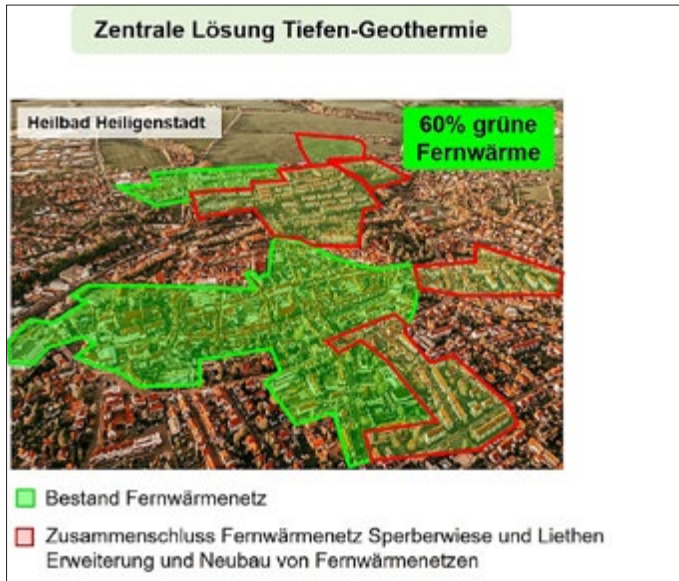 Zentrale Lösung Tiefen-Geothermie
Heilbad Heiligenstadt
60% grüne
Fernwärme
Bestand Fernwärmenetz
Zusammenschluss Fernwärmenetz Sperberwiese und Liethen
Erweiterung und Neubau von Fernwärmenetzen